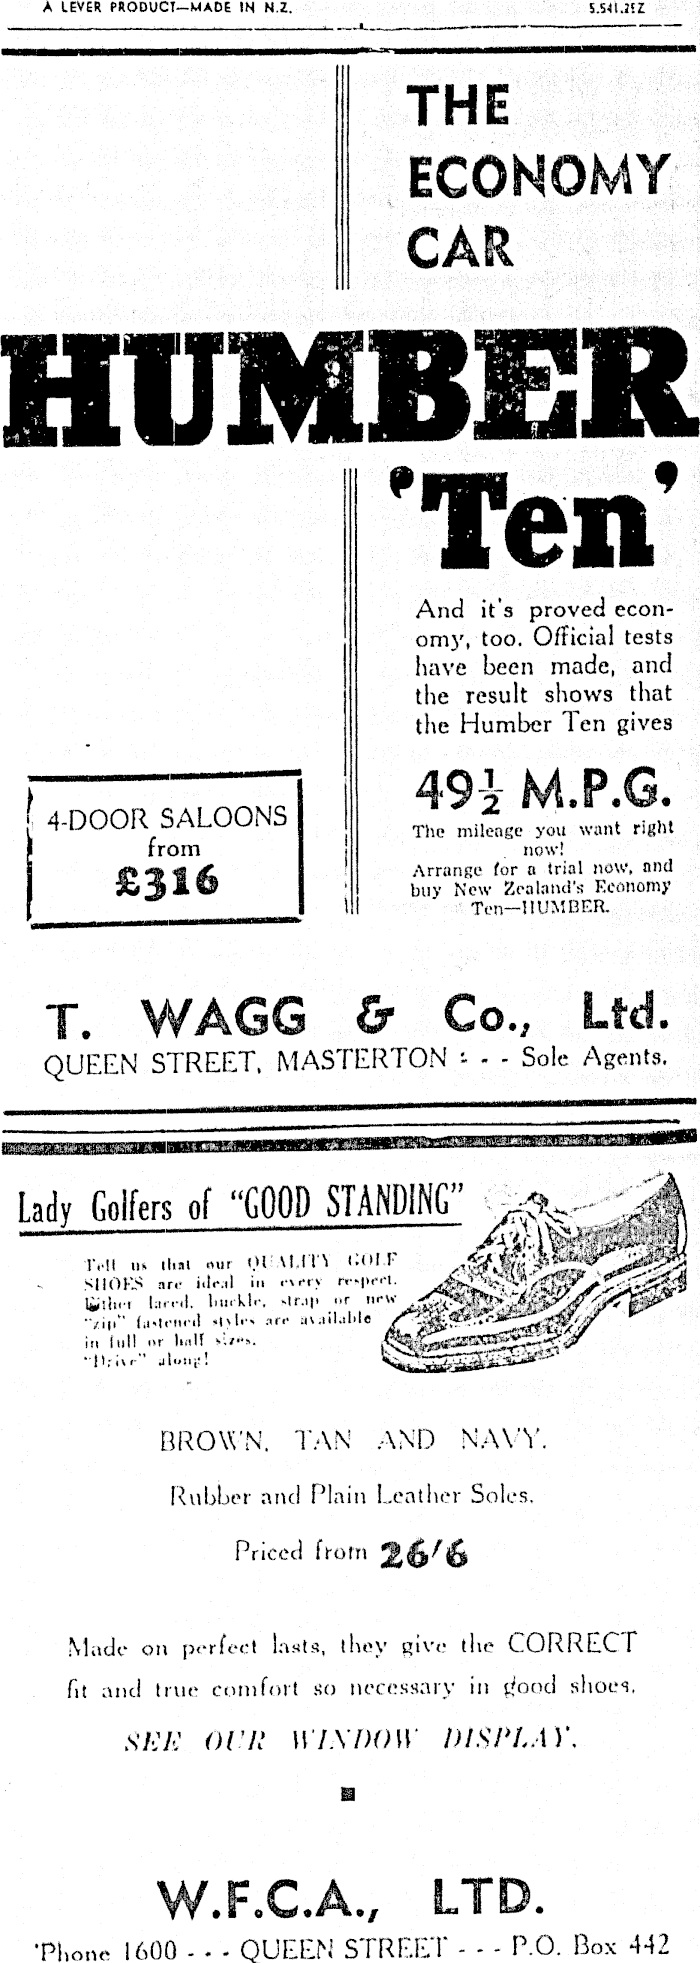 A LEVER PRODUCT—MADE IN N.Z. 5.541.25Z
THE
ECONOMY
CAR
HUMBER
'Ten'
And it's proved econ-
omy, too. Official tests
have been made, and
the result shows that
the Humber Ten gives
49½ M.P.G.
The mileage you want right
now!
Arrange for a trial now, and
buy New Zealand's Economy
Ten—HUMBER.
4-DOOR SALOONS
from
£316
T. WAGG & Co., Ltd.
QUEEN STREET, MASTERTON : - - - Sole Agents.
Lady Golfers of "GOOD STANDING"
Tell us that our QUALITY GOLF
SHOES are ideal in every respect.
Either laced, buckle, strap or new
"zip" fastened styles are available
in full or half sizes.
"Drive" along!
BROWN, TAN AND NAVY.
Rubber and Plain Leather Soles.
Priced from 26/6
Made on perfect lasts, they give the CORRECT
fit and true comfort so necessary in good shoes.
SEE OUR WINDOW DISPLAY.
W.F.C.A., LTD.
'Phone 1600 - - - QUEEN STREET - - - P.O. Box 442